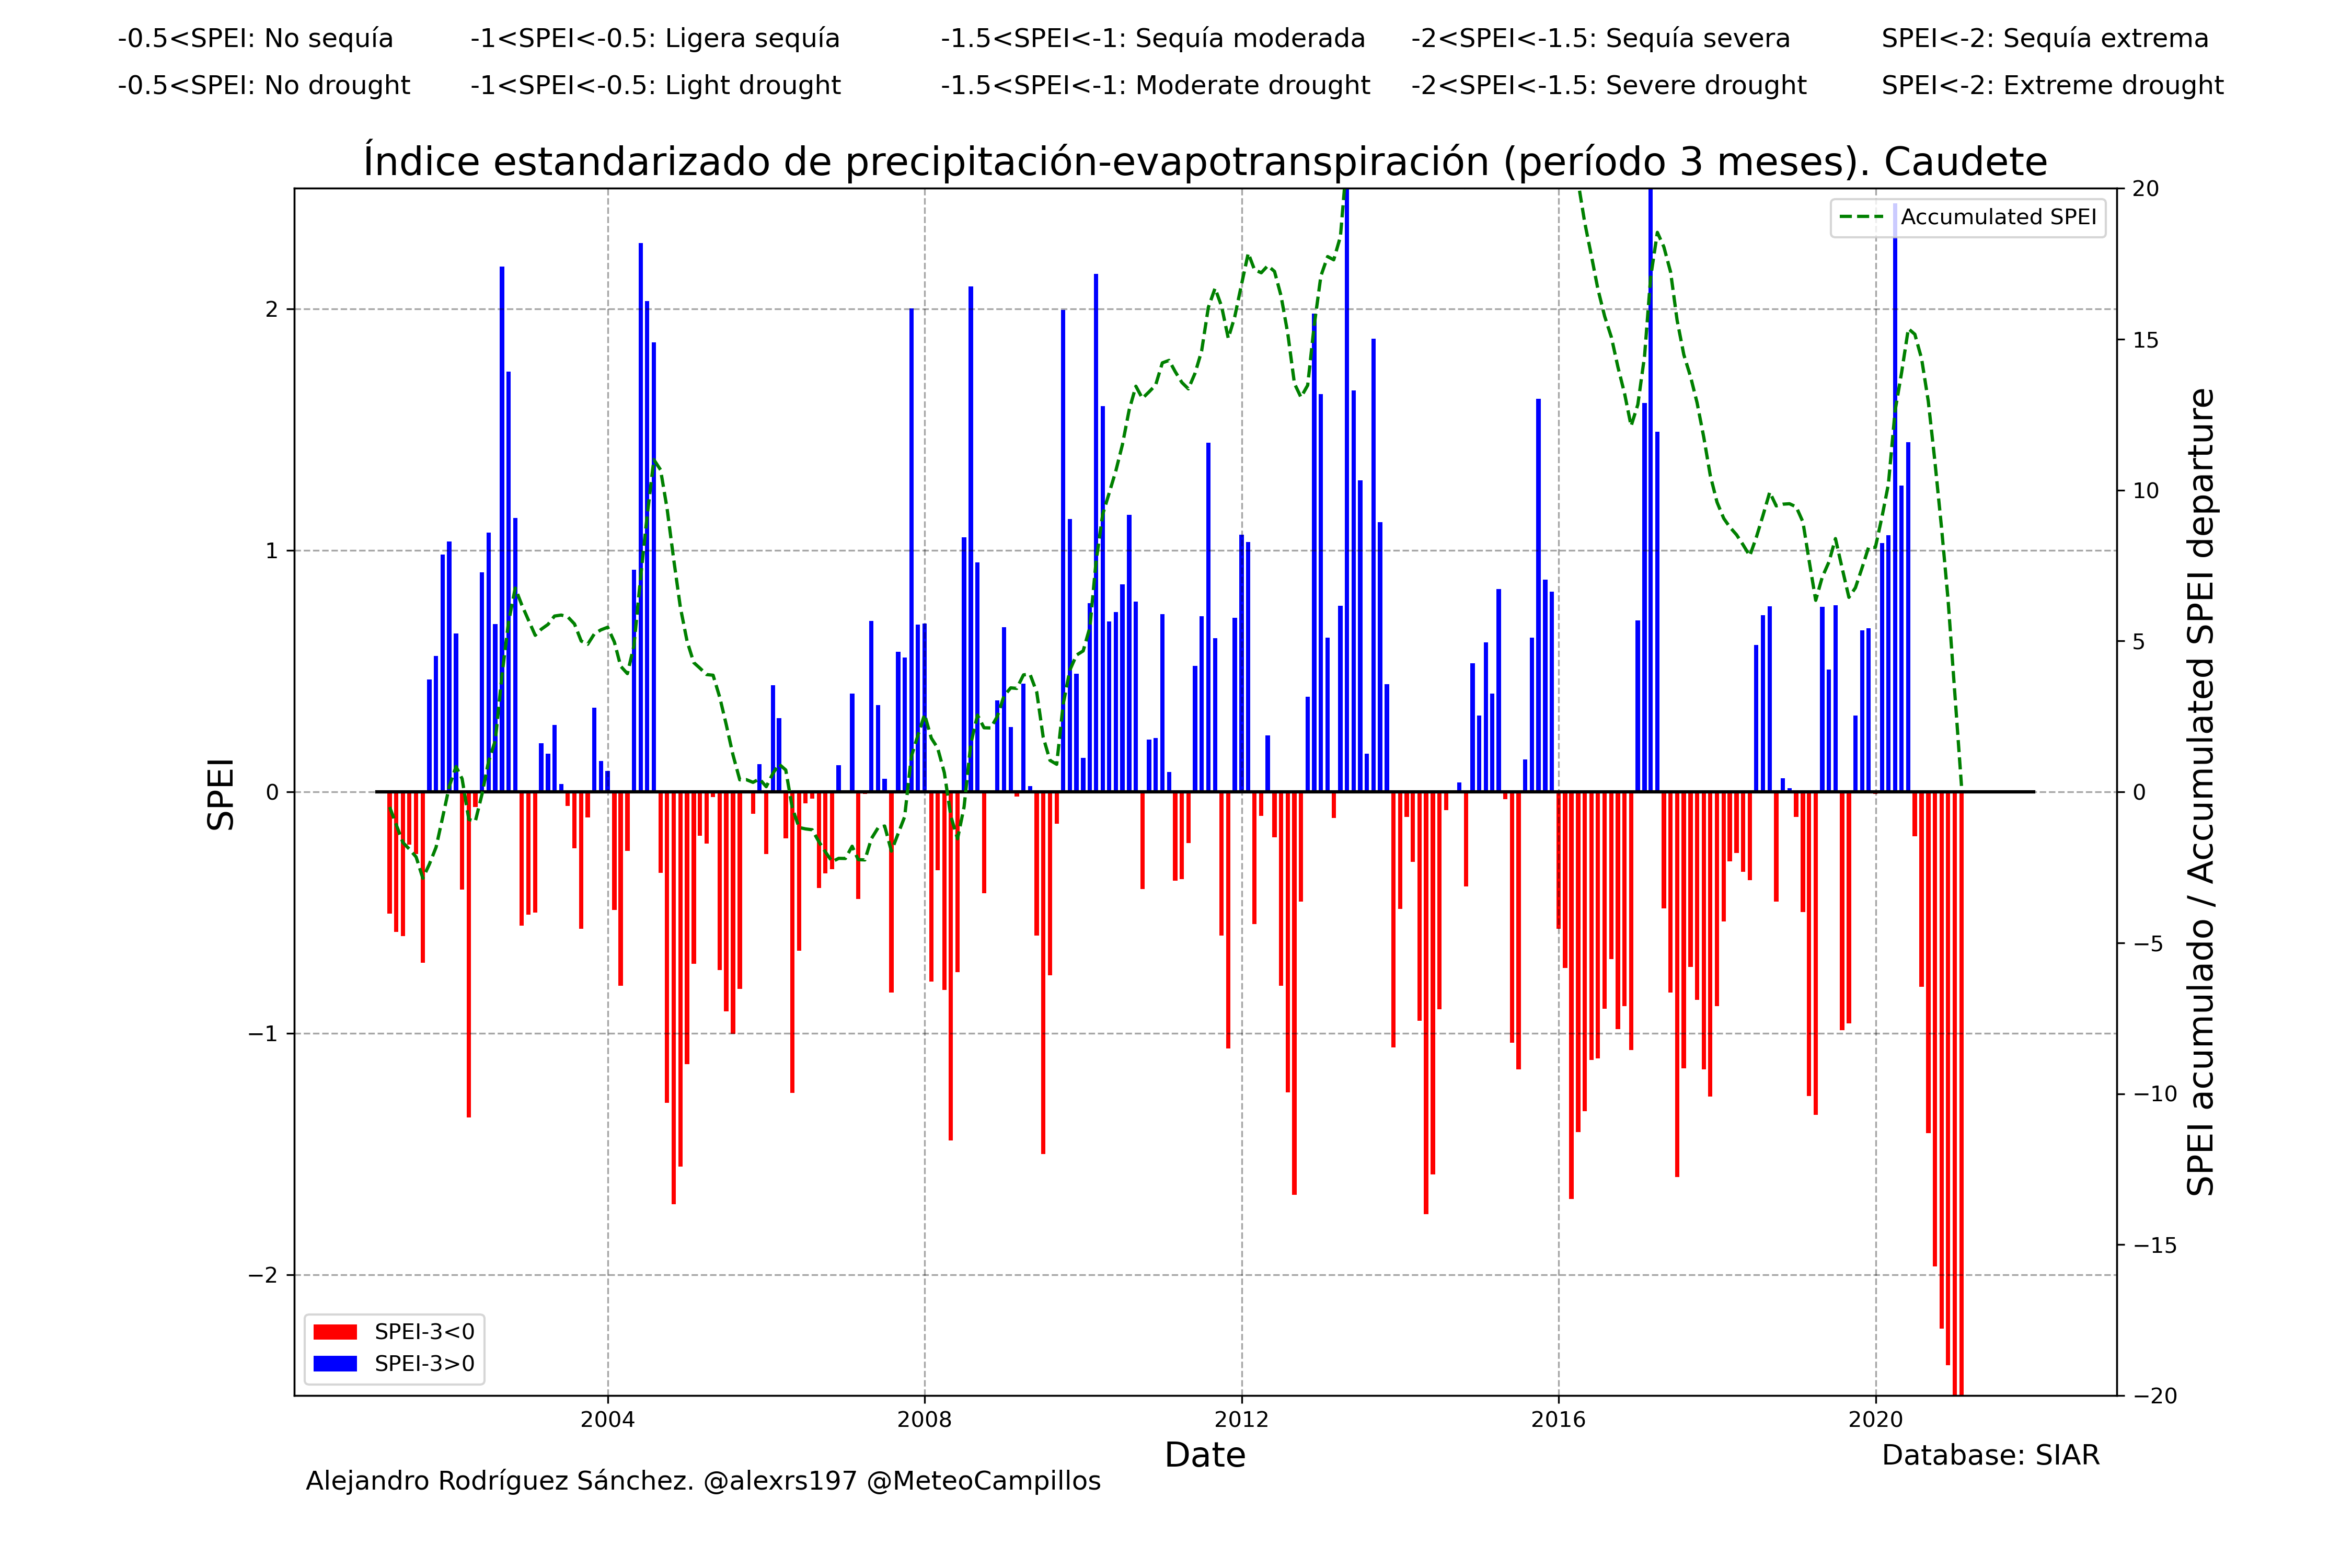 -0.5<SPEI: No sequía -1<SPEI<-0.5: Ligera sequía -1.5<SPEI<-1: Sequía moderada -2<SPEI<-1.5: Sequía severa SPEI<-2: Sequía extrema
-0.5<SPEI: No drought -1<SPEI<-0.5: Light drought -1.5<SPEI<-1: Moderate drought -2<SPEI<-1.5: Severe drought SPEI<-2: Extreme drought
Índice estandarizado de precipitación-evapotranspiración (período 3 meses). Caudete
Accumulated SPEI
SPEI
2
1
0
−1
−2
20
15
10
5
0
−5
−10
−15
−20
SPEI acumulado / Accumulated SPEI departure
SPEI-3<0
SPEI-3>0
2004 2008 2012 2016 2020
Date
Database: SIAR
Alejandro Rodríguez Sánchez. @alexrs197 @MeteoCampillos